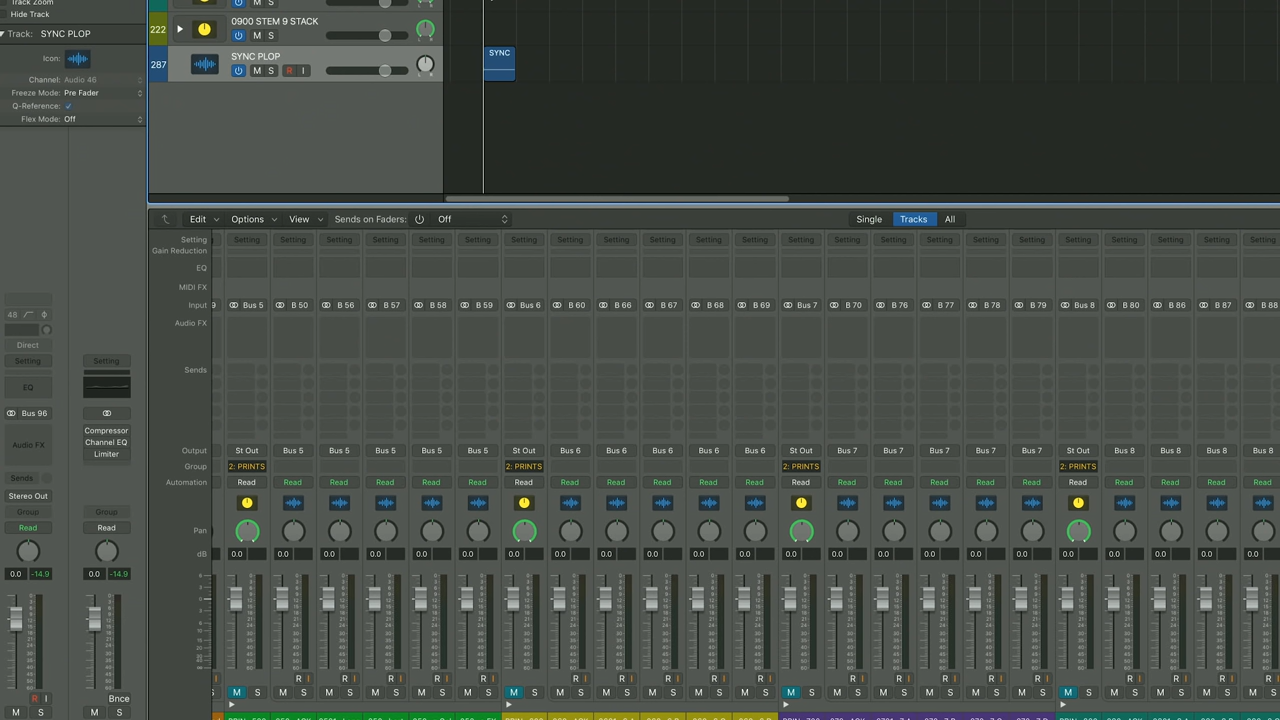 Track Zoom
Hide Track
Track: SYNC PLOP
Icon:
Channel: Audio 46
Freeze Mode: Pre Fader
Q-Reference:
Flex Mode: Off
222 0900 STEM 9 STACK
M S
287 SYNC PLOP
M S R I
SYNC
Edit Options View Sends on Faders: Off Single Tracks All
Setting Setting Setting Setting Setting Setting Setting Setting Setting Setting Setting Setting Setting Setting Setting Setting Setting Setting Setting Setting Setting Setting Setting Setting
Gain Reduction
EQ
MIDI FX
Input 9 Bus 5 B 50 B 56 B 57 B 58 B 59 Bus 6 B 60 B 66 B 67 B 68 B 69 Bus 7 B 70 B 76 B 77 B 78 B 79 Bus 8 B 80 B 86 B 87 B 88
Audio FX
Sends
Output St Out Bus 5 Bus 5 Bus 5 Bus 5 Bus 5 St Out Bus 6 Bus 6 Bus 6 Bus 6 Bus 6 St Out Bus 7 Bus 7 Bus 7 Bus 7 Bus 7 St Out Bus 8 Bus 8 Bus 8 Bus 8
Group 2: PRINTS 2: PRINTS 2: PRINTS 2: PRINTS
Automation Read Read Read Read Read Read Read Read Read Read Read Read Read Read Read Read Read Read Read Read Read Read Read
Pan
dB 0.0 0.0 0.0 0.0 0.0 0.0 0.0 0.0 0.0 0.0 0.0 0.0 0.0 0.0 0.0 0.0 0.0 0.0 0.0 0.0 0.0 0.0 0.0
48
Direct
Setting Setting
EQ
Bus 96
Audio FX Compressor
Channel EQ
Limiter
Sends
Stereo Out
Group Group
Read Read
0.0 -14.9 0.0 -14.9
R I Bnce
M S M S
R I R I R I R I R I R I R I R I R I R I R I R I R I R I R I R I R I R I
M S M S M S M S M S M S M S M S M S M S M S M S M S M S M S M S M S M S M S M S M S M S M S